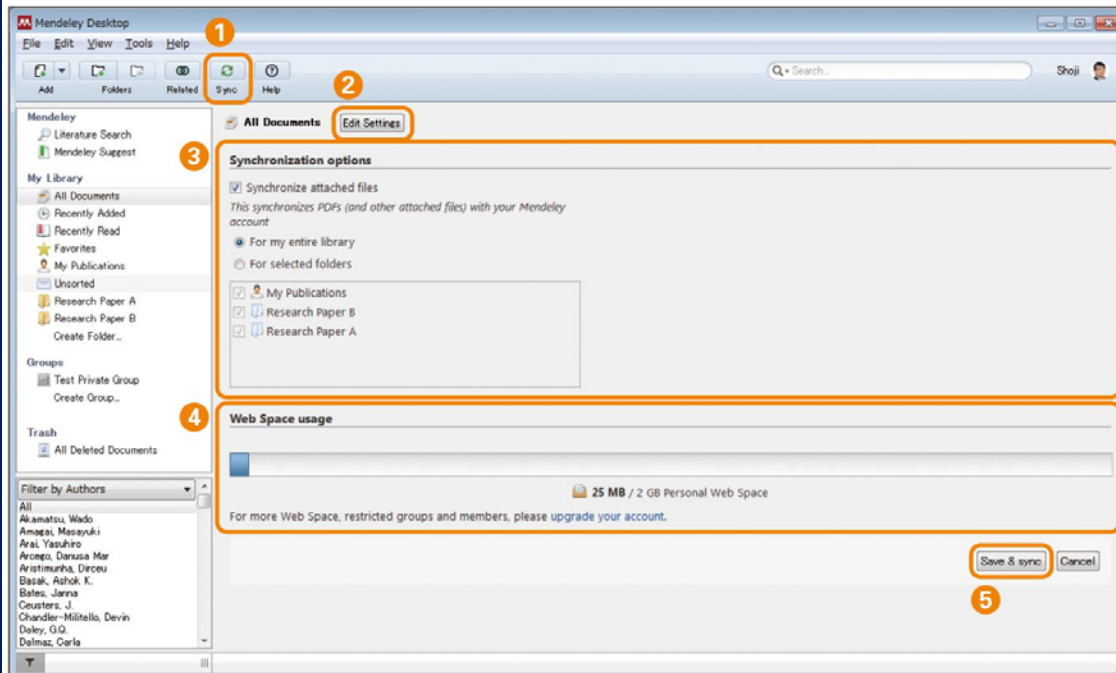 Mendeley Desktop
1
File Edit View Tools Help
Search...
Shoji
Add Folders Related Sync Help
2
Mendeley
Literature Search
Mendeley Suggest
My Library
All Documents
Recently Added
Recently Read
Favorites
My Publications
Unsorted
Research Paper A
Research Paper B
Create Folder...
Groups
Test Private Group
Create Group...
Trash
All Deleted Documents
Filter by Authors
All
Akamatsu, Wado
Amagai, Masayuki
Arai, Yasuhiro
Arcego, Danusa Mar
Aristimunha, Dirceu
Basak, Ashok K.
Bates, Janna
Ceusters, J.
Chandler-Militello, Devin
Daley, G.Q.
Dalmaz, Carla
All Documents Edit Settings
3
Synchronization options
Synchronize attached files
This synchronizes PDFs (and other attached files) with your Mendeley
account
For my entire library
For selected folders
My Publications
Research Paper B
Research Paper A
4
Web Space usage
25 MB / 2 GB Personal Web Space
For more Web Space, restricted groups and members, please upgrade your account.
Save & sync Cancel
5